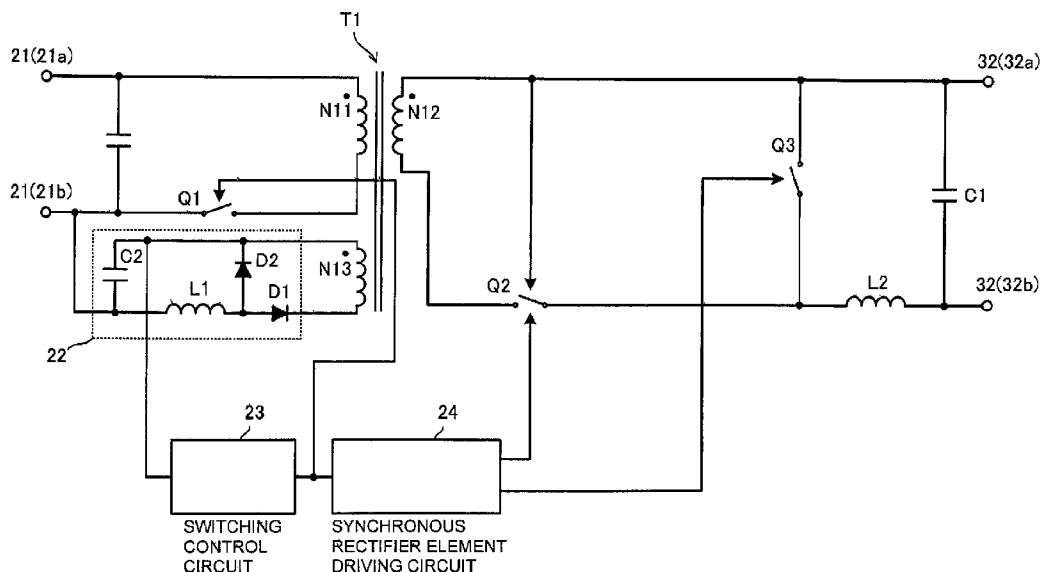 T1
21(21a)
32(32a)
N11
N12
Q3
21(21b)
Q1
C1
C2
D2
N13
L1
D1
Q2
L2
32(32b)
22
23
24
SWITCHING
CONTROL
CIRCUIT
SYNCHRONOUS
RECTIFIER ELEMENT
DRIVING CIRCUIT